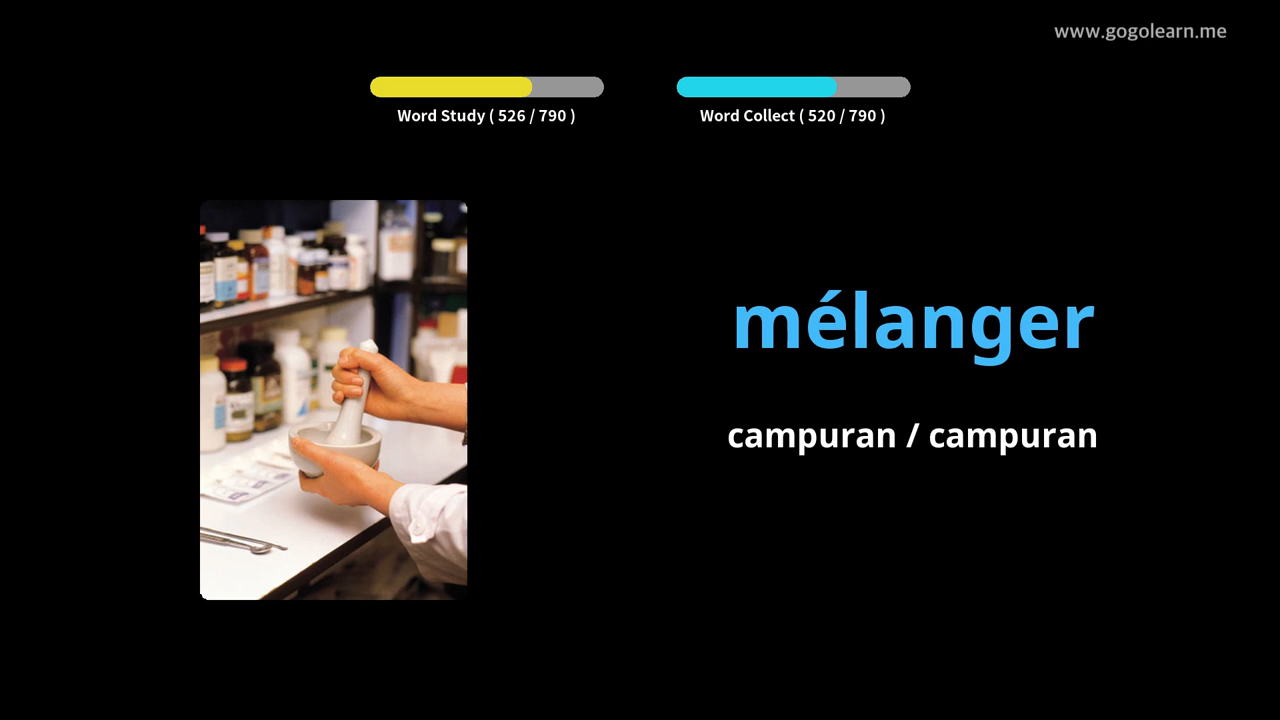 www.gogolearn.me
Word Study ( 526 / 790 )
Word Collect ( 520 / 790 )
mélanger
campuran / campuran